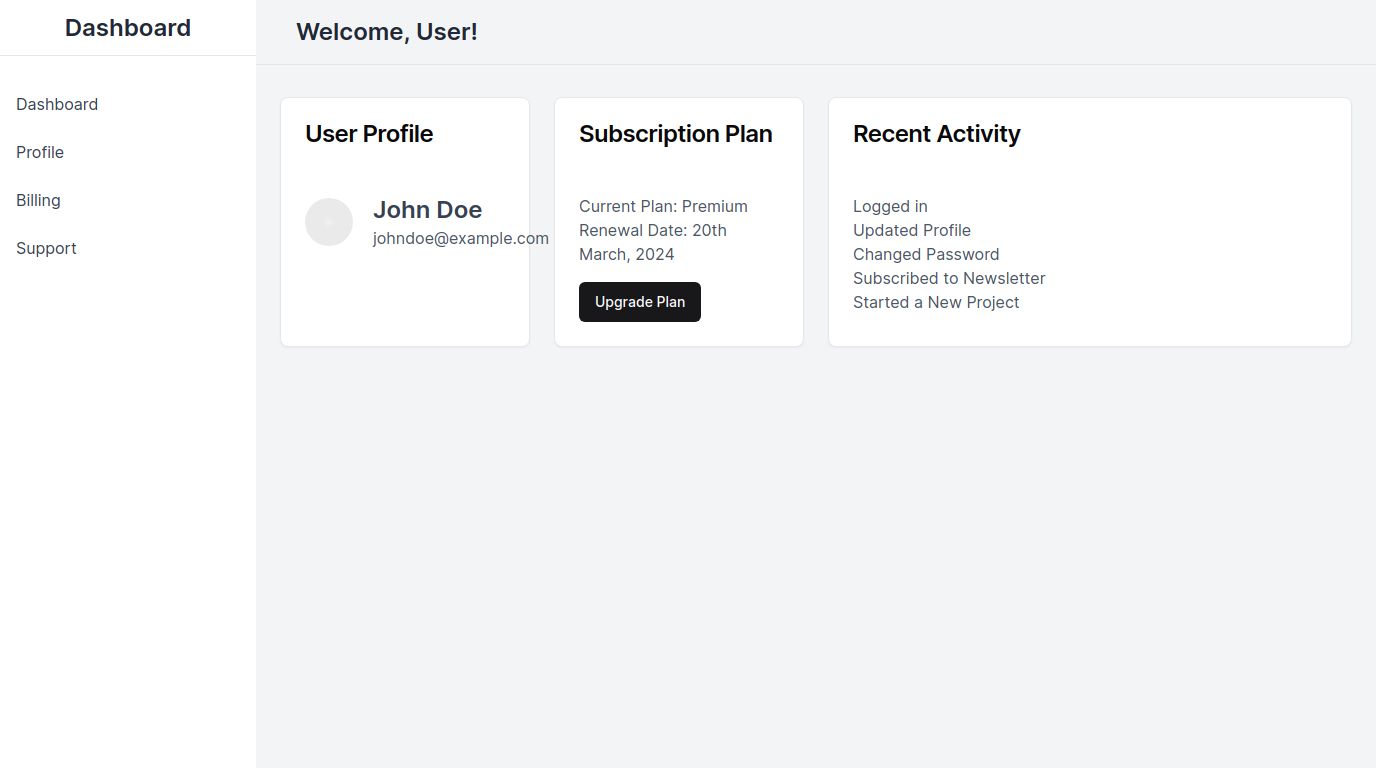 Dashboard
Welcome, User!
Dashboard
Profile
Billing
Support
User Profile
John Doe
johndoe@example.com
Subscription Plan
Current Plan: Premium
Renewal Date: 20th
March, 2024
Upgrade Plan
Recent Activity
Logged in
Updated Profile
Changed Password
Subscribed to Newsletter
Started a New Project